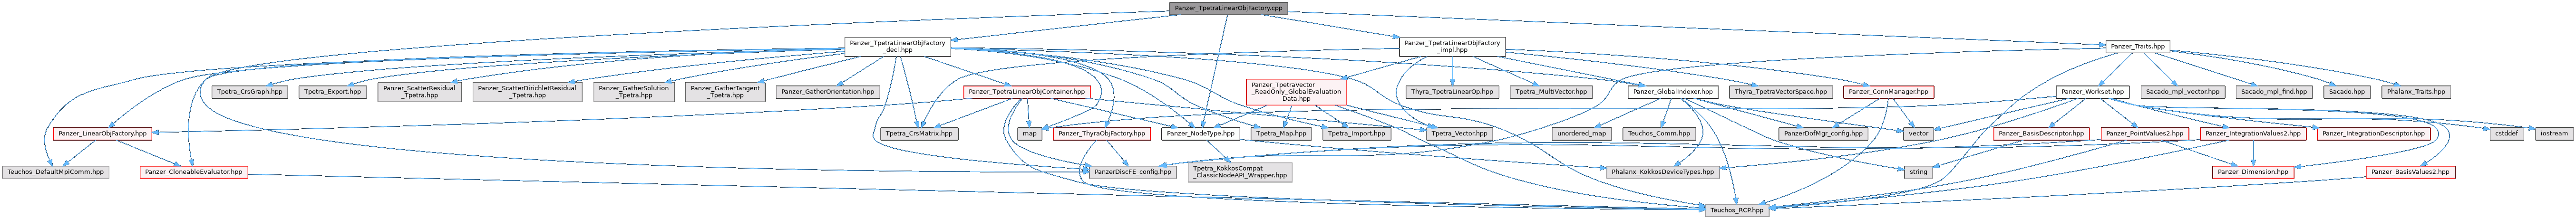 Panzer_TpetraLinearObjFactory.cpp
Panzer_TpetraLinearObjFactory
_decl.hpp
Panzer_TpetraLinearObjFactory
_impl.hpp
Panzer_Traits.hpp
Tpetra_CrsGraph.hpp
Tpetra_Export.hpp
Panzer_ScatterResidual
_Tpetra.hpp
Panzer_ScatterDirichletResidual
_Tpetra.hpp
Panzer_GatherSolution
_Tpetra.hpp
Panzer_GatherTangent
_Tpetra.hpp
Panzer_GatherOrientation.hpp
Panzer_TpetraLinearObjContainer.hpp
Panzer_TpetraVector
_ReadOnly_GlobalEvaluation
Data.hpp
Thyra_TpetraLinearOp.hpp
Tpetra_MultiVector.hpp
Panzer_GlobalIndexer.hpp
Thyra_TpetraVectorSpace.hpp
Panzer_ConnManager.hpp
Panzer_Workset.hpp
Sacado_mpl_vector.hpp
Sacado_mpl_find.hpp
Sacado.hpp
Phalanx_Traits.hpp
Panzer_LinearObjFactory.hpp
Tpetra_CrsMatrix.hpp
map
Panzer_ThyraObjFactory.hpp
Panzer_NodeType.hpp
Tpetra_Map.hpp
Tpetra_Import.hpp
Tpetra_Vector.hpp
unordered_map
Teuchos_Comm.hpp
PanzerDofMgr_config.hpp
vector
Panzer_BasisDescriptor.hpp
Panzer_PointValues2.hpp
Panzer_IntegrationValues2.hpp
Panzer_IntegrationDescriptor.hpp
cstddef
iostream
Teuchos_DefaultMpiComm.hpp
Panzer_CloneableEvaluator.hpp
PanzerDiscFE_config.hpp
Tpetra_KokkosCompat
_ClassicNodeAPI_Wrapper.hpp
Phalanx_KokkosDeviceTypes.hpp
string
Panzer_Dimension.hpp
Panzer_BasisValues2.hpp
Teuchos_RCP.hpp